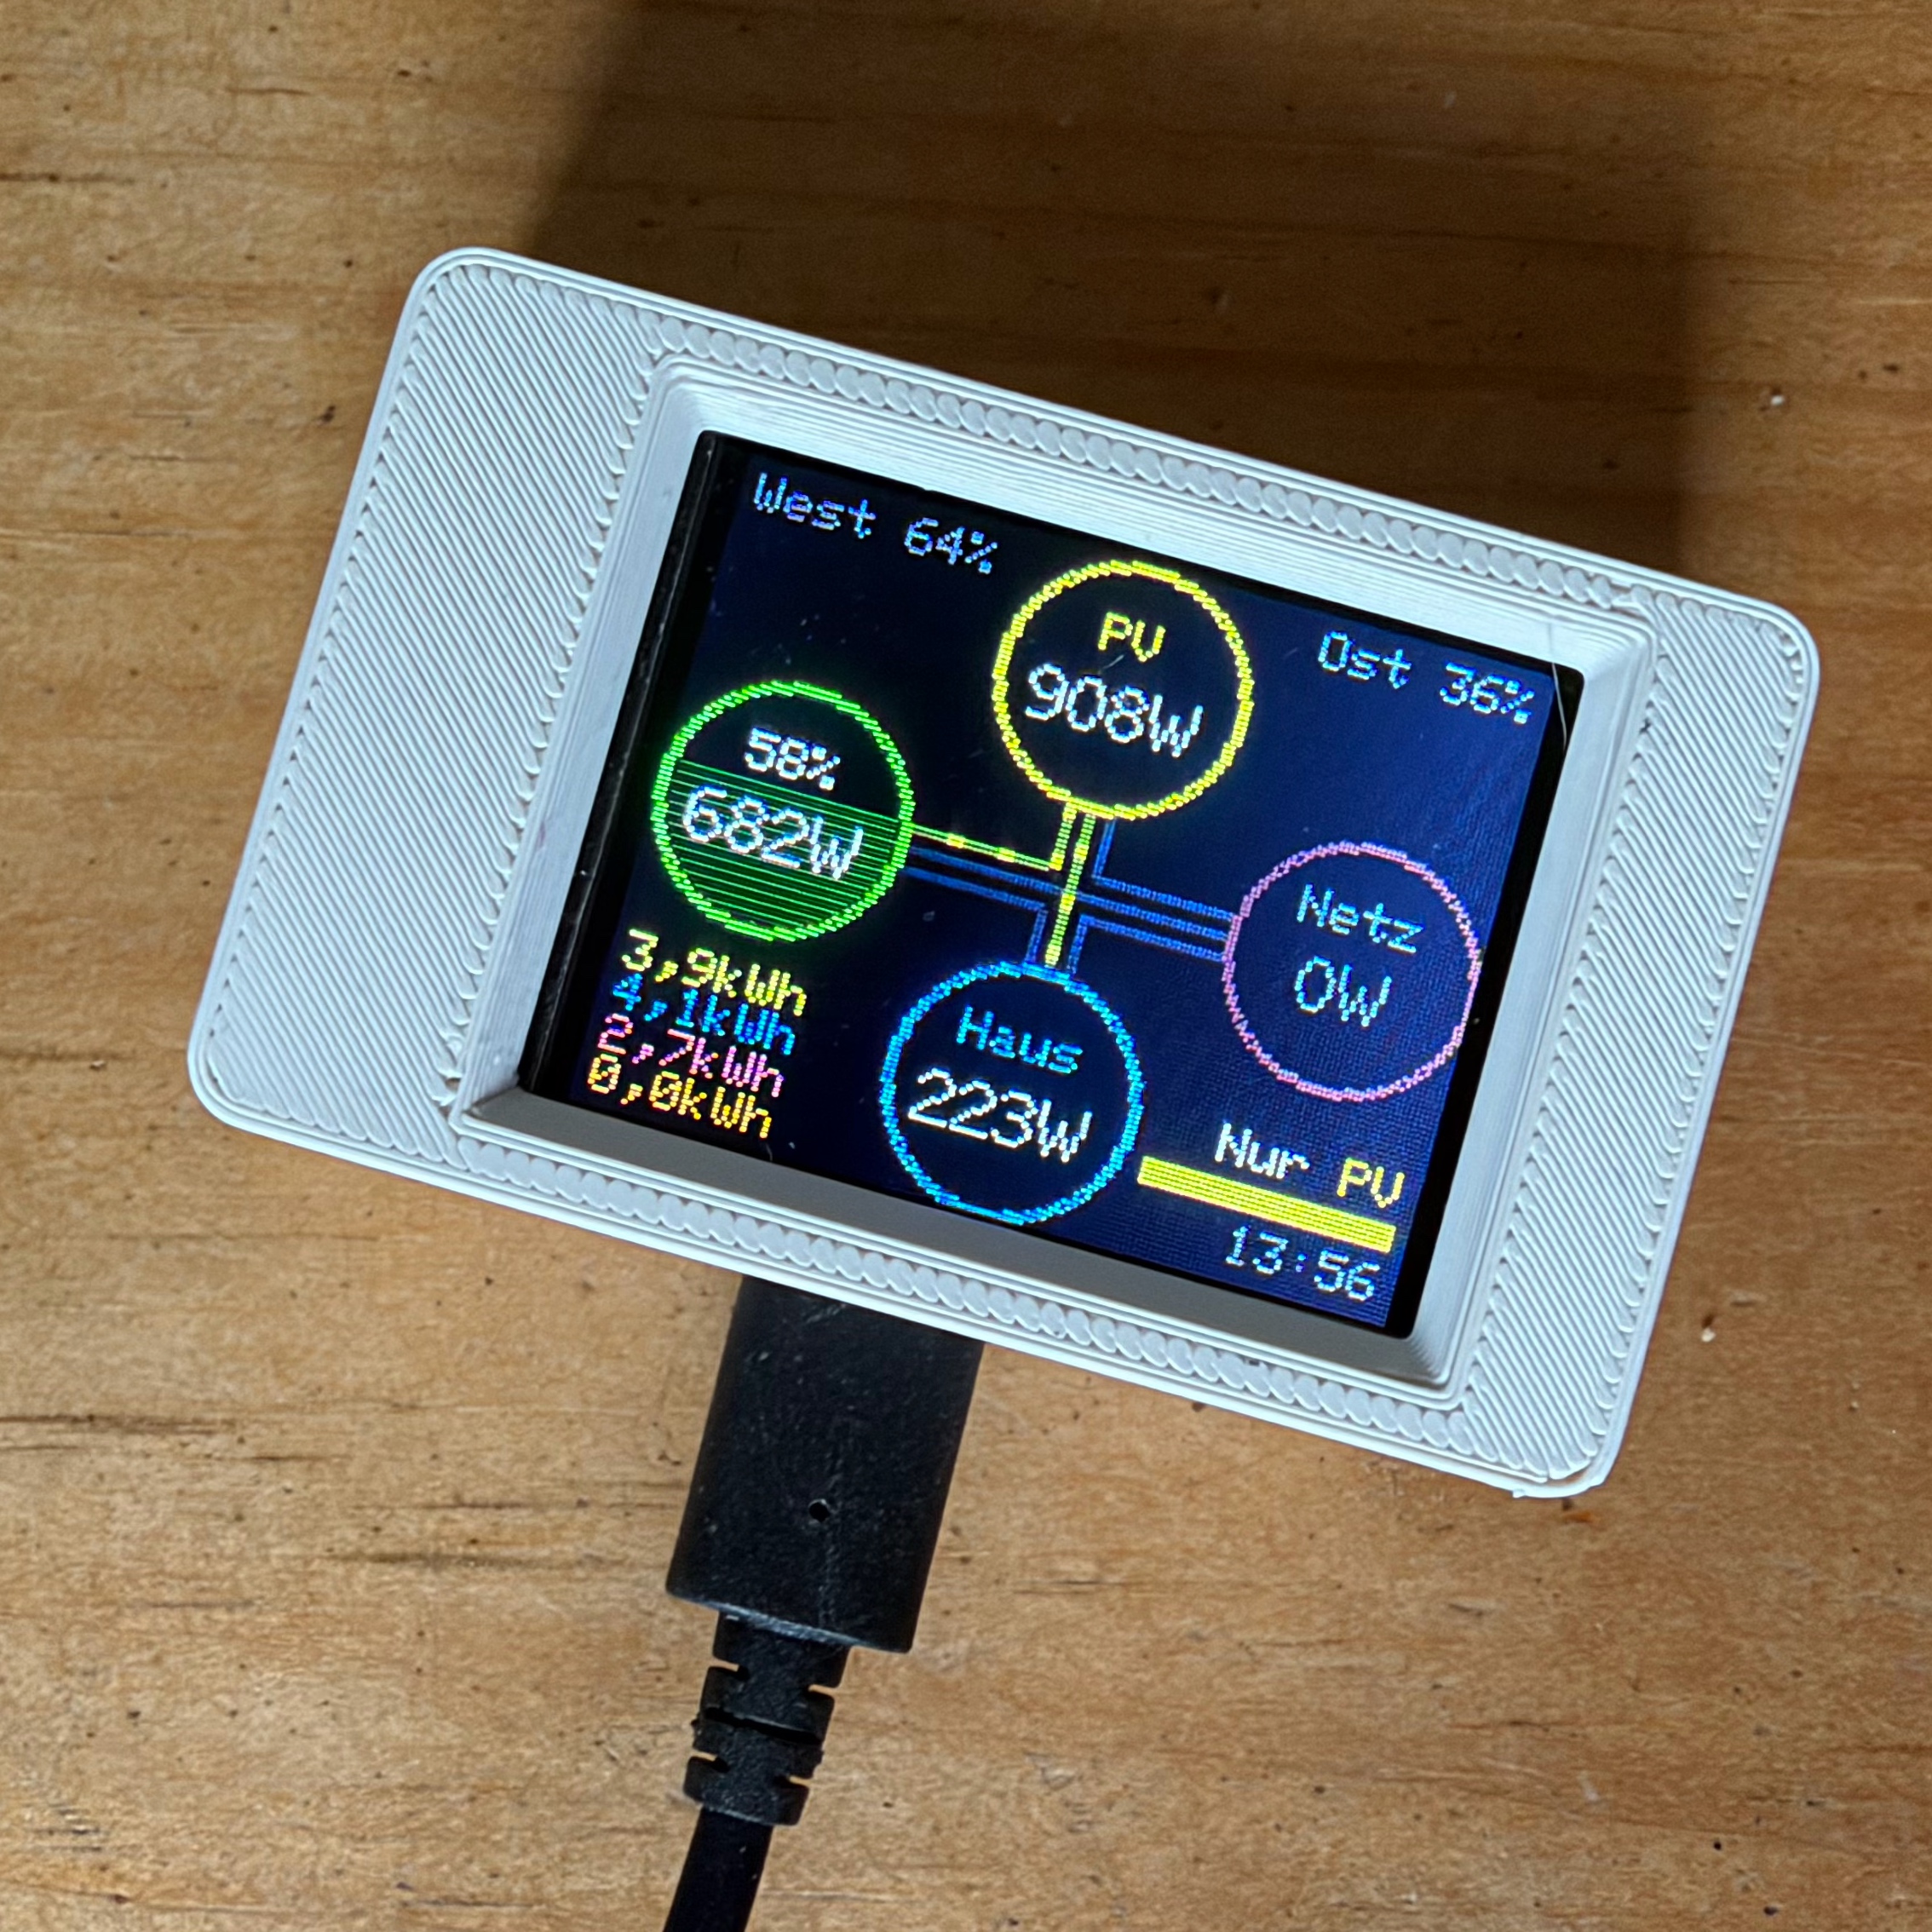 West 64%
Ost 36%
PV
908W
58%
682W
Netz
0W
Haus
223W
3,9kWh
4,1kWh
2,7kWh
0,0kWh
Nur PV
13:56